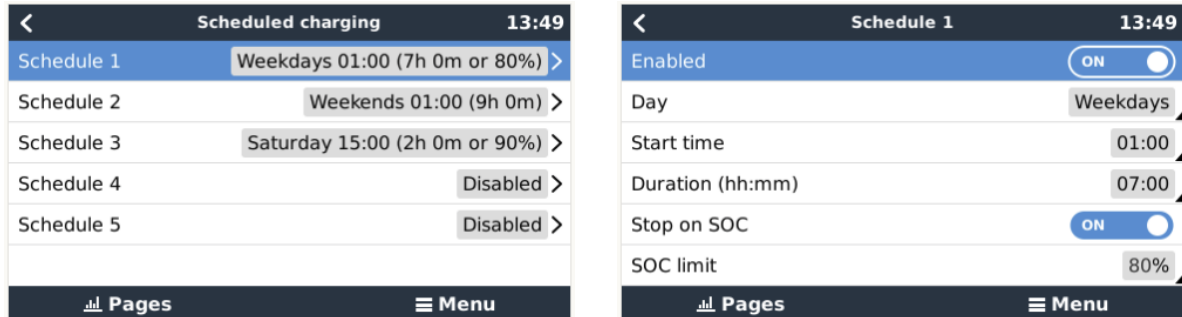 Scheduled charging 13:49
Schedule 1 Weekdays 01:00 (7h 0m or 80%)
Schedule 2 Weekends 01:00 (9h 0m)
Schedule 3 Saturday 15:00 (2h 0m or 90%)
Schedule 4 Disabled
Schedule 5 Disabled
Pages Menu
Schedule 1 13:49
Enabled ON
Day Weekdays
Start time 01:00
Duration (hh:mm) 07:00
Stop on SOC ON
SOC limit 80%
Pages Menu